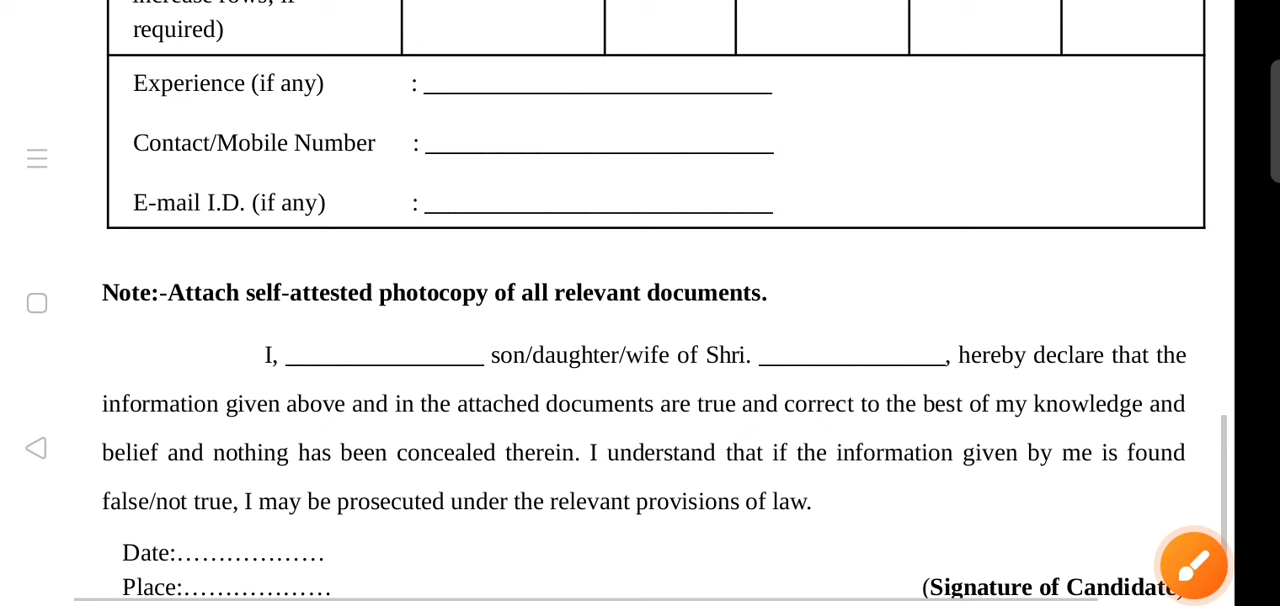 required)
Experience (if any) : ____________________________
Contact/Mobile Number : ____________________________
E-mail I.D. (if any) : ____________________________
Note:-Attach self-attested photocopy of all relevant documents.
I, ________________ son/daughter/wife of Shri. _______________, hereby declare that the
information given above and in the attached documents are true and correct to the best of my knowledge and
belief and nothing has been concealed therein. I understand that if the information given by me is found
false/not true, I may be prosecuted under the relevant provisions of law.
Date:………………
Place:………………
(Signature of Candidate)